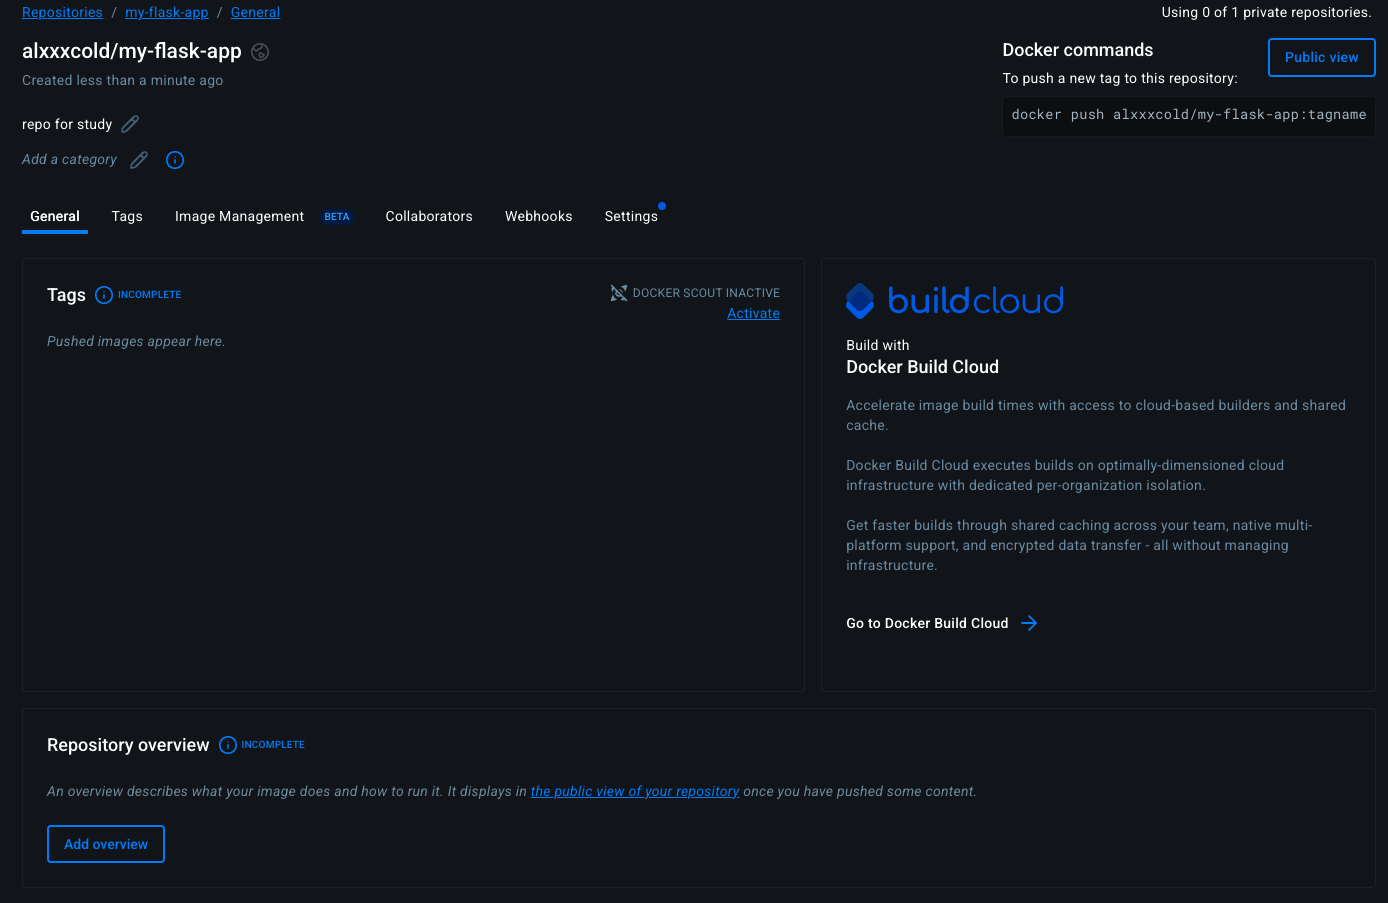 Repositories / my-flask-app / General
Using 0 of 1 private repositories.
alxxxcold/my-flask-app
Created less than a minute ago
repo for study
Add a category
Docker commands
Public view
To push a new tag to this repository:
docker push alxxxcold/my-flask-app:tagname
General Tags Image Management BETA Collaborators Webhooks Settings
Tags INCOMPLETE
DOCKER SCOUT INACTIVE
Activate
Pushed images appear here.
buildcloud
Build with
Docker Build Cloud
Accelerate image build times with access to cloud-based builders and shared
cache.
Docker Build Cloud executes builds on optimally-dimensioned cloud
infrastructure with dedicated per-organization isolation.
Get faster builds through shared caching across your team, native multi-
platform support, and encrypted data transfer - all without managing
infrastructure.
Go to Docker Build Cloud
Repository overview INCOMPLETE
An overview describes what your image does and how to run it. It displays in the public view of your repository once you have pushed some content.
Add overview